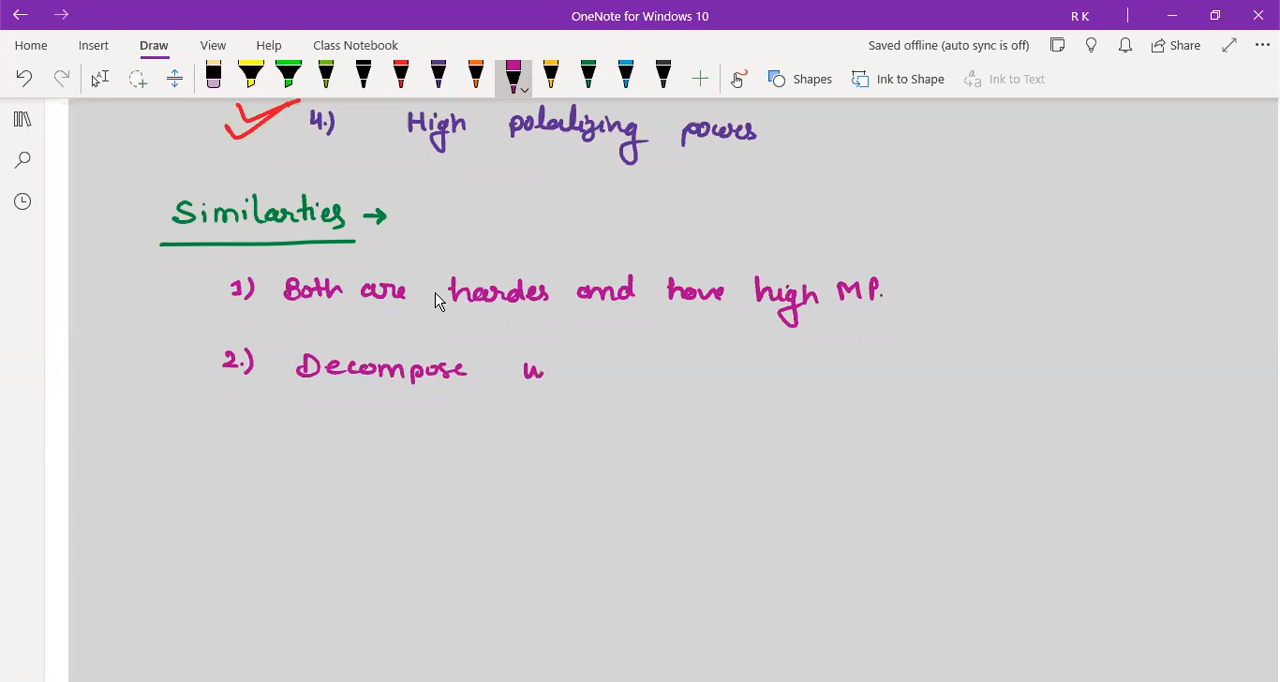 OneNote for Windows 10
R K
Home Insert Draw View Help Class Notebook
Saved offline (auto sync is off) Share
Shapes Ink to Shape Ink to Text
4.) High polalizing powers
Similarties →
1) Both are hardes and have high MP.
2.) Decompose w